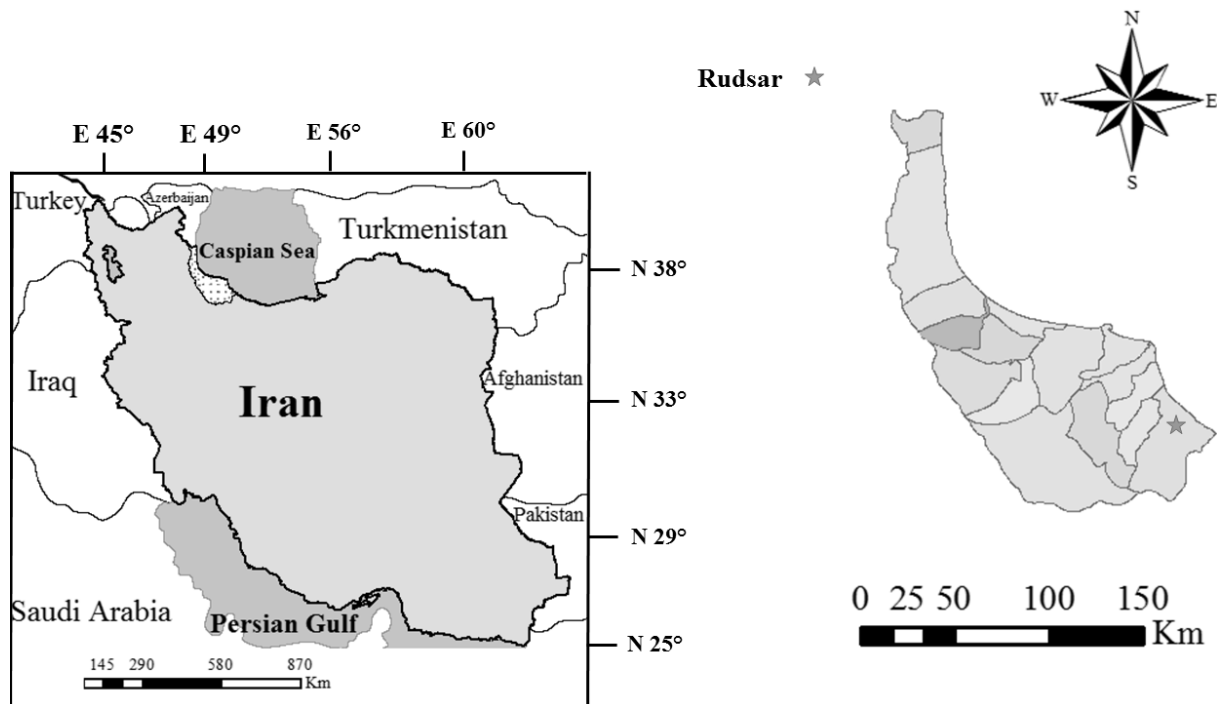 E 45° E 49° E 56° E 60°
Turkey
Azerbaijan
Caspian Sea
Turkmenistan
N 38°
Iraq
Iran
Afghanistan
N 33°
Pakistan
N 29°
Saudi Arabia
Persian Gulf
N 25°
145 290 580 870
Km
Rudsar
N
W E
S
0 25 50 100 150
Km